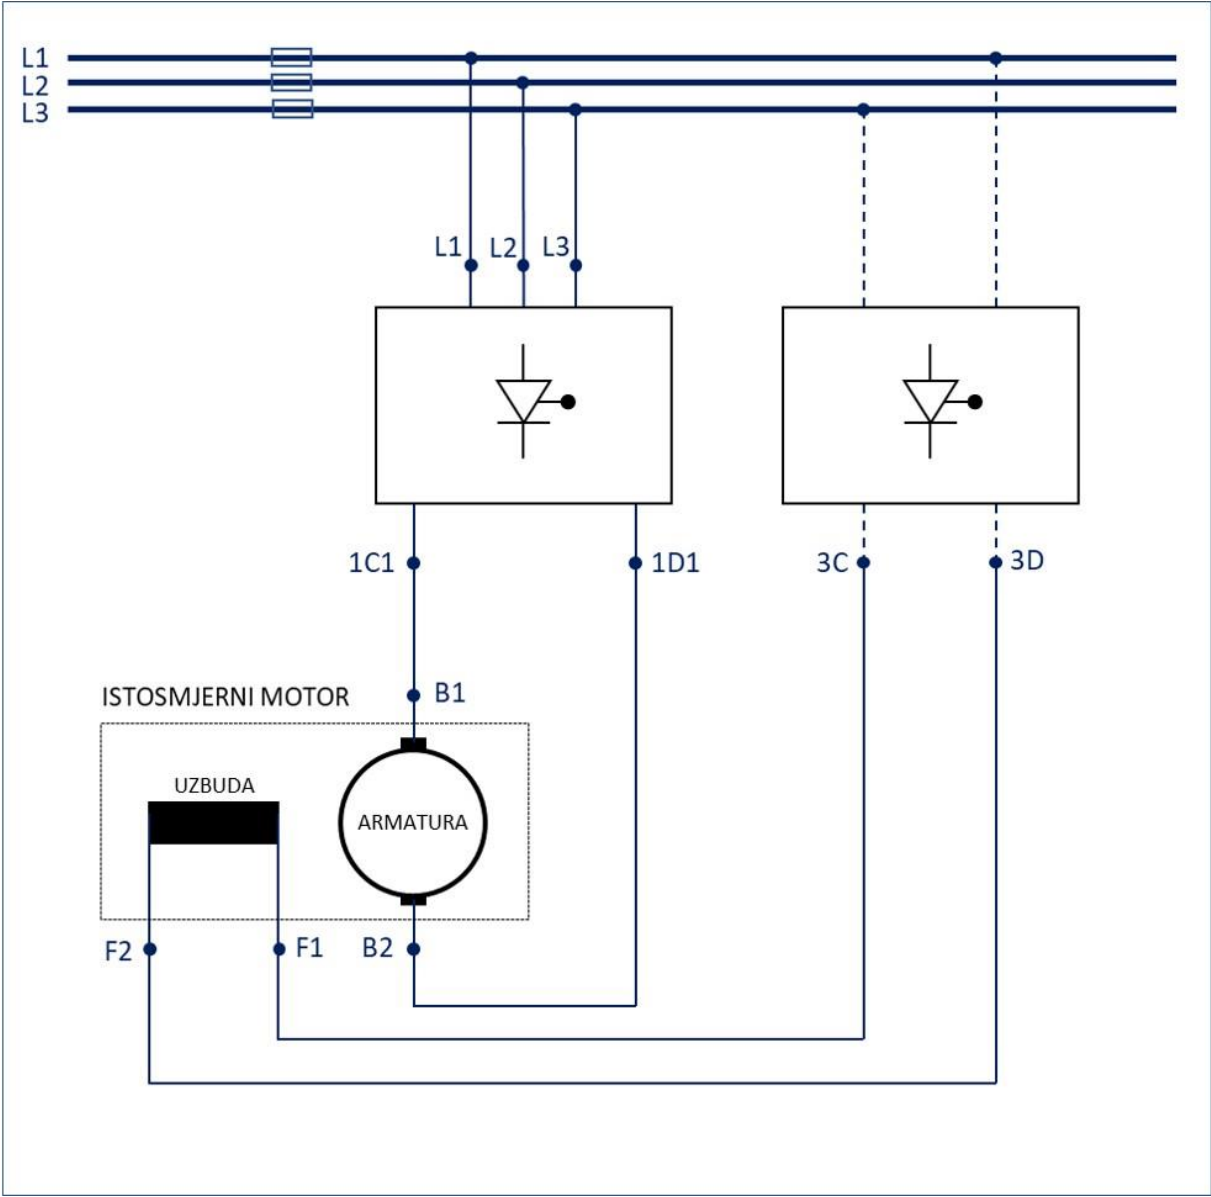 L1
L2
L3
L1 L2 L3
1C1 1D1 3C 3D
ISTOSMJERNI MOTOR B1
UZBUDA
ARMATURA
F2 F1 B2